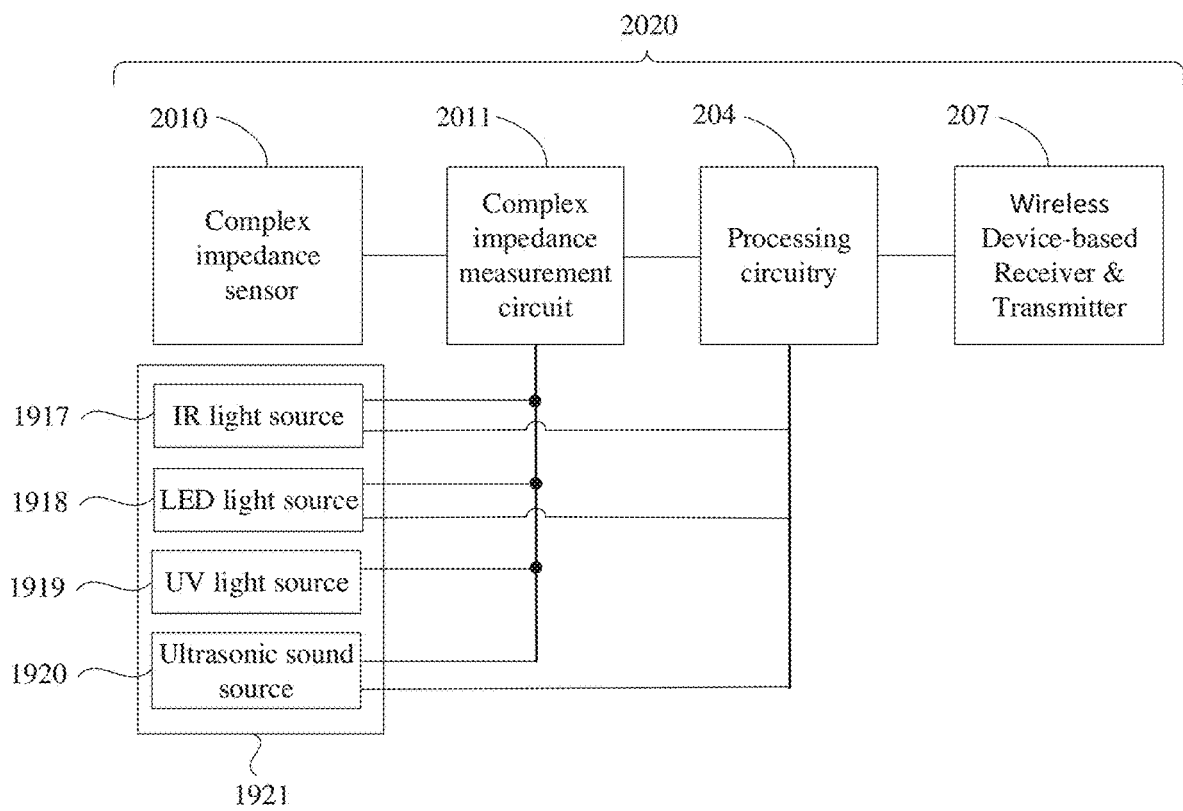 2020
2010
2011
204
207
Complex
impedance
sensor
Complex
impedance
measurement
circuit
Processing
circuitry
Wireless
Device-based
Receiver &
Transmitter
1917
IR light source
1918
LED light source
1919
UV light source
1920
Ultrasonic sound
source
1921